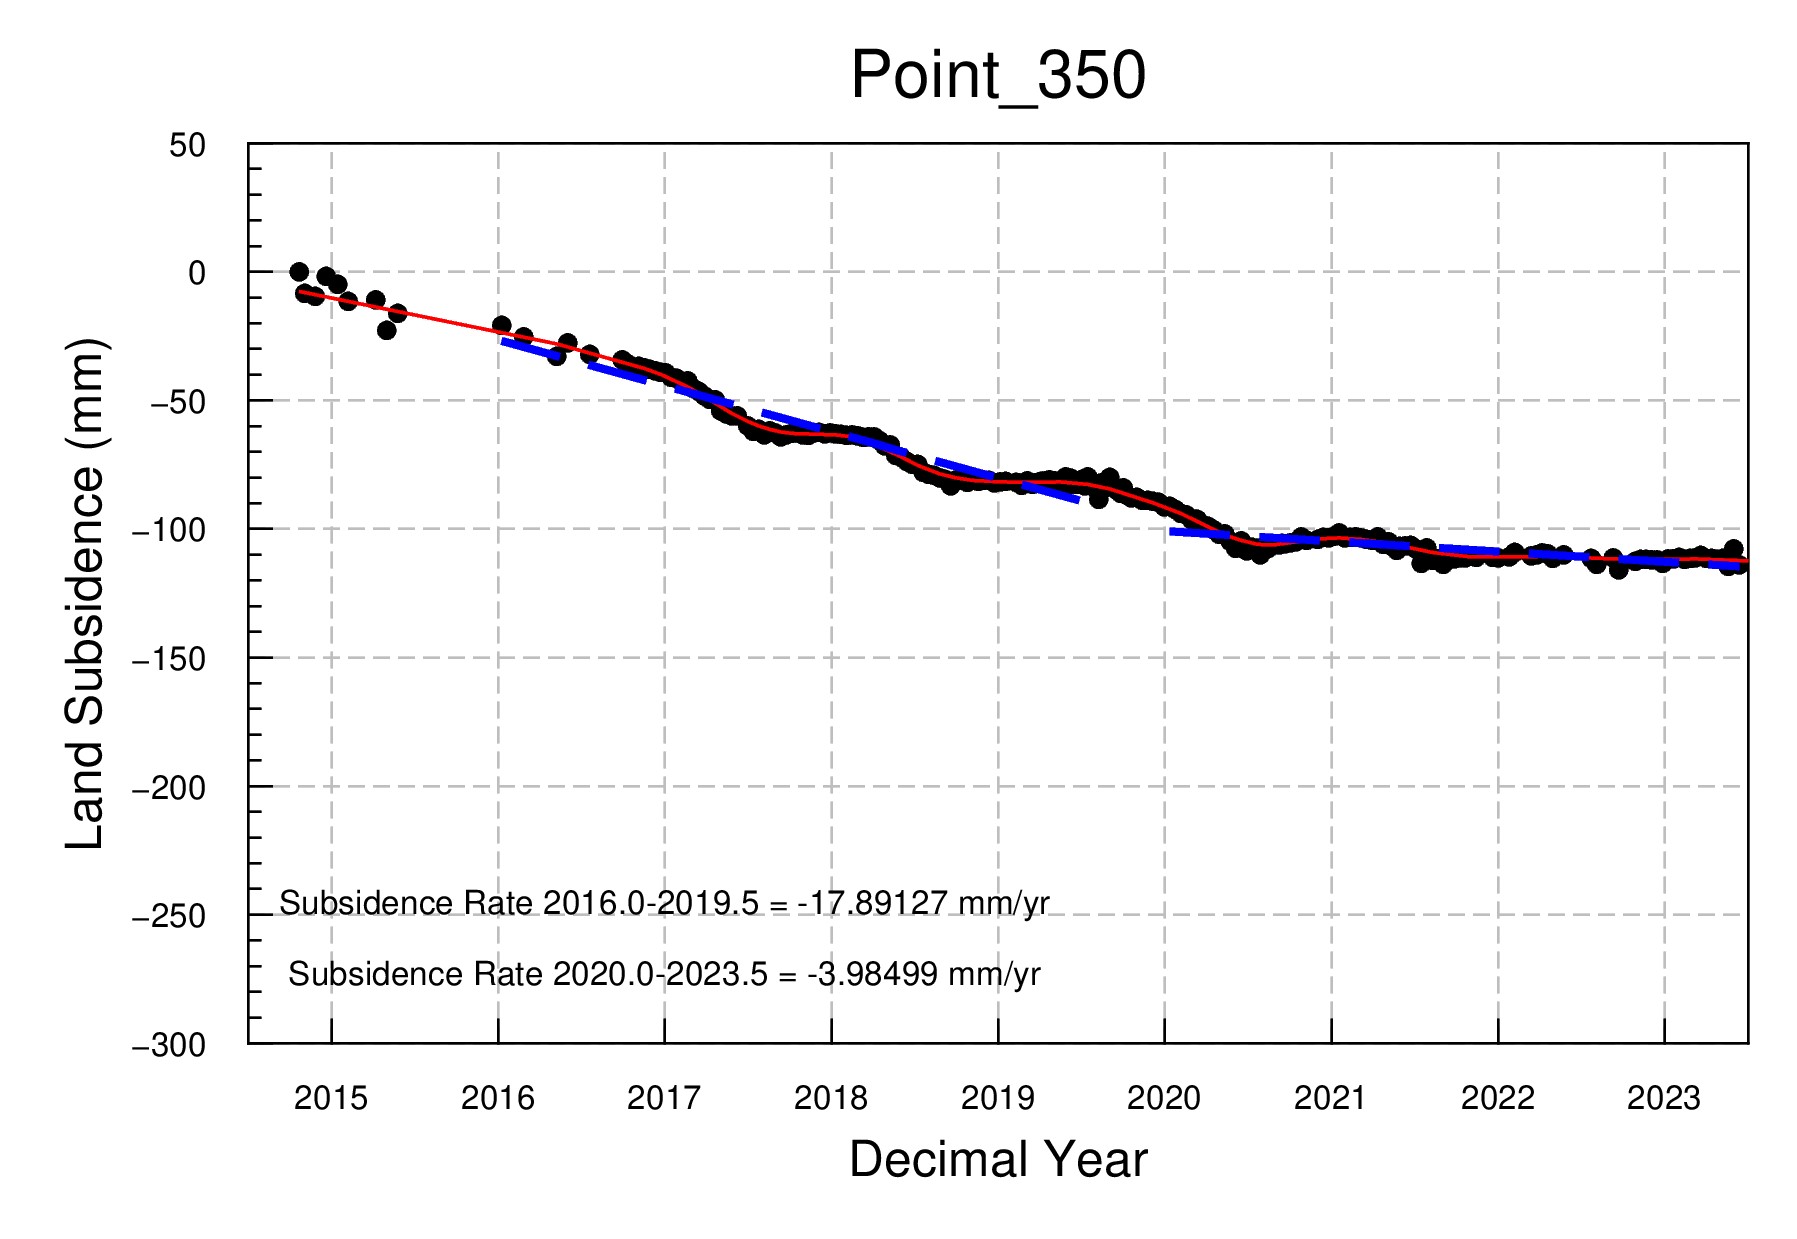 Point_350
50
0
−50
−100
−150
−200
−250
−300
Land Subsidence (mm)
Subsidence Rate 2016.0-2019.5 = -17.89127 mm/yr
Subsidence Rate 2020.0-2023.5 = -3.98499 mm/yr
2015 2016 2017 2018 2019 2020 2021 2022 2023
Decimal Year